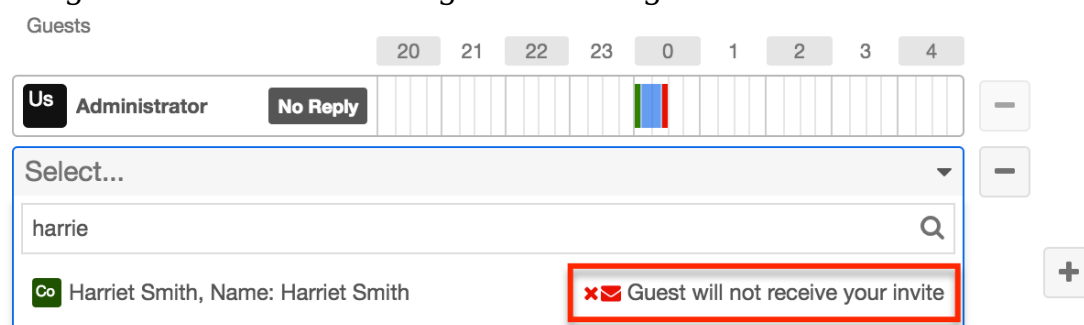 Guests
20 21 22 23 0 1 2 3 4
Us Administrator No Reply
Select...
harrie
Co Harriet Smith, Name: Harriet Smith Guest will not receive your invite